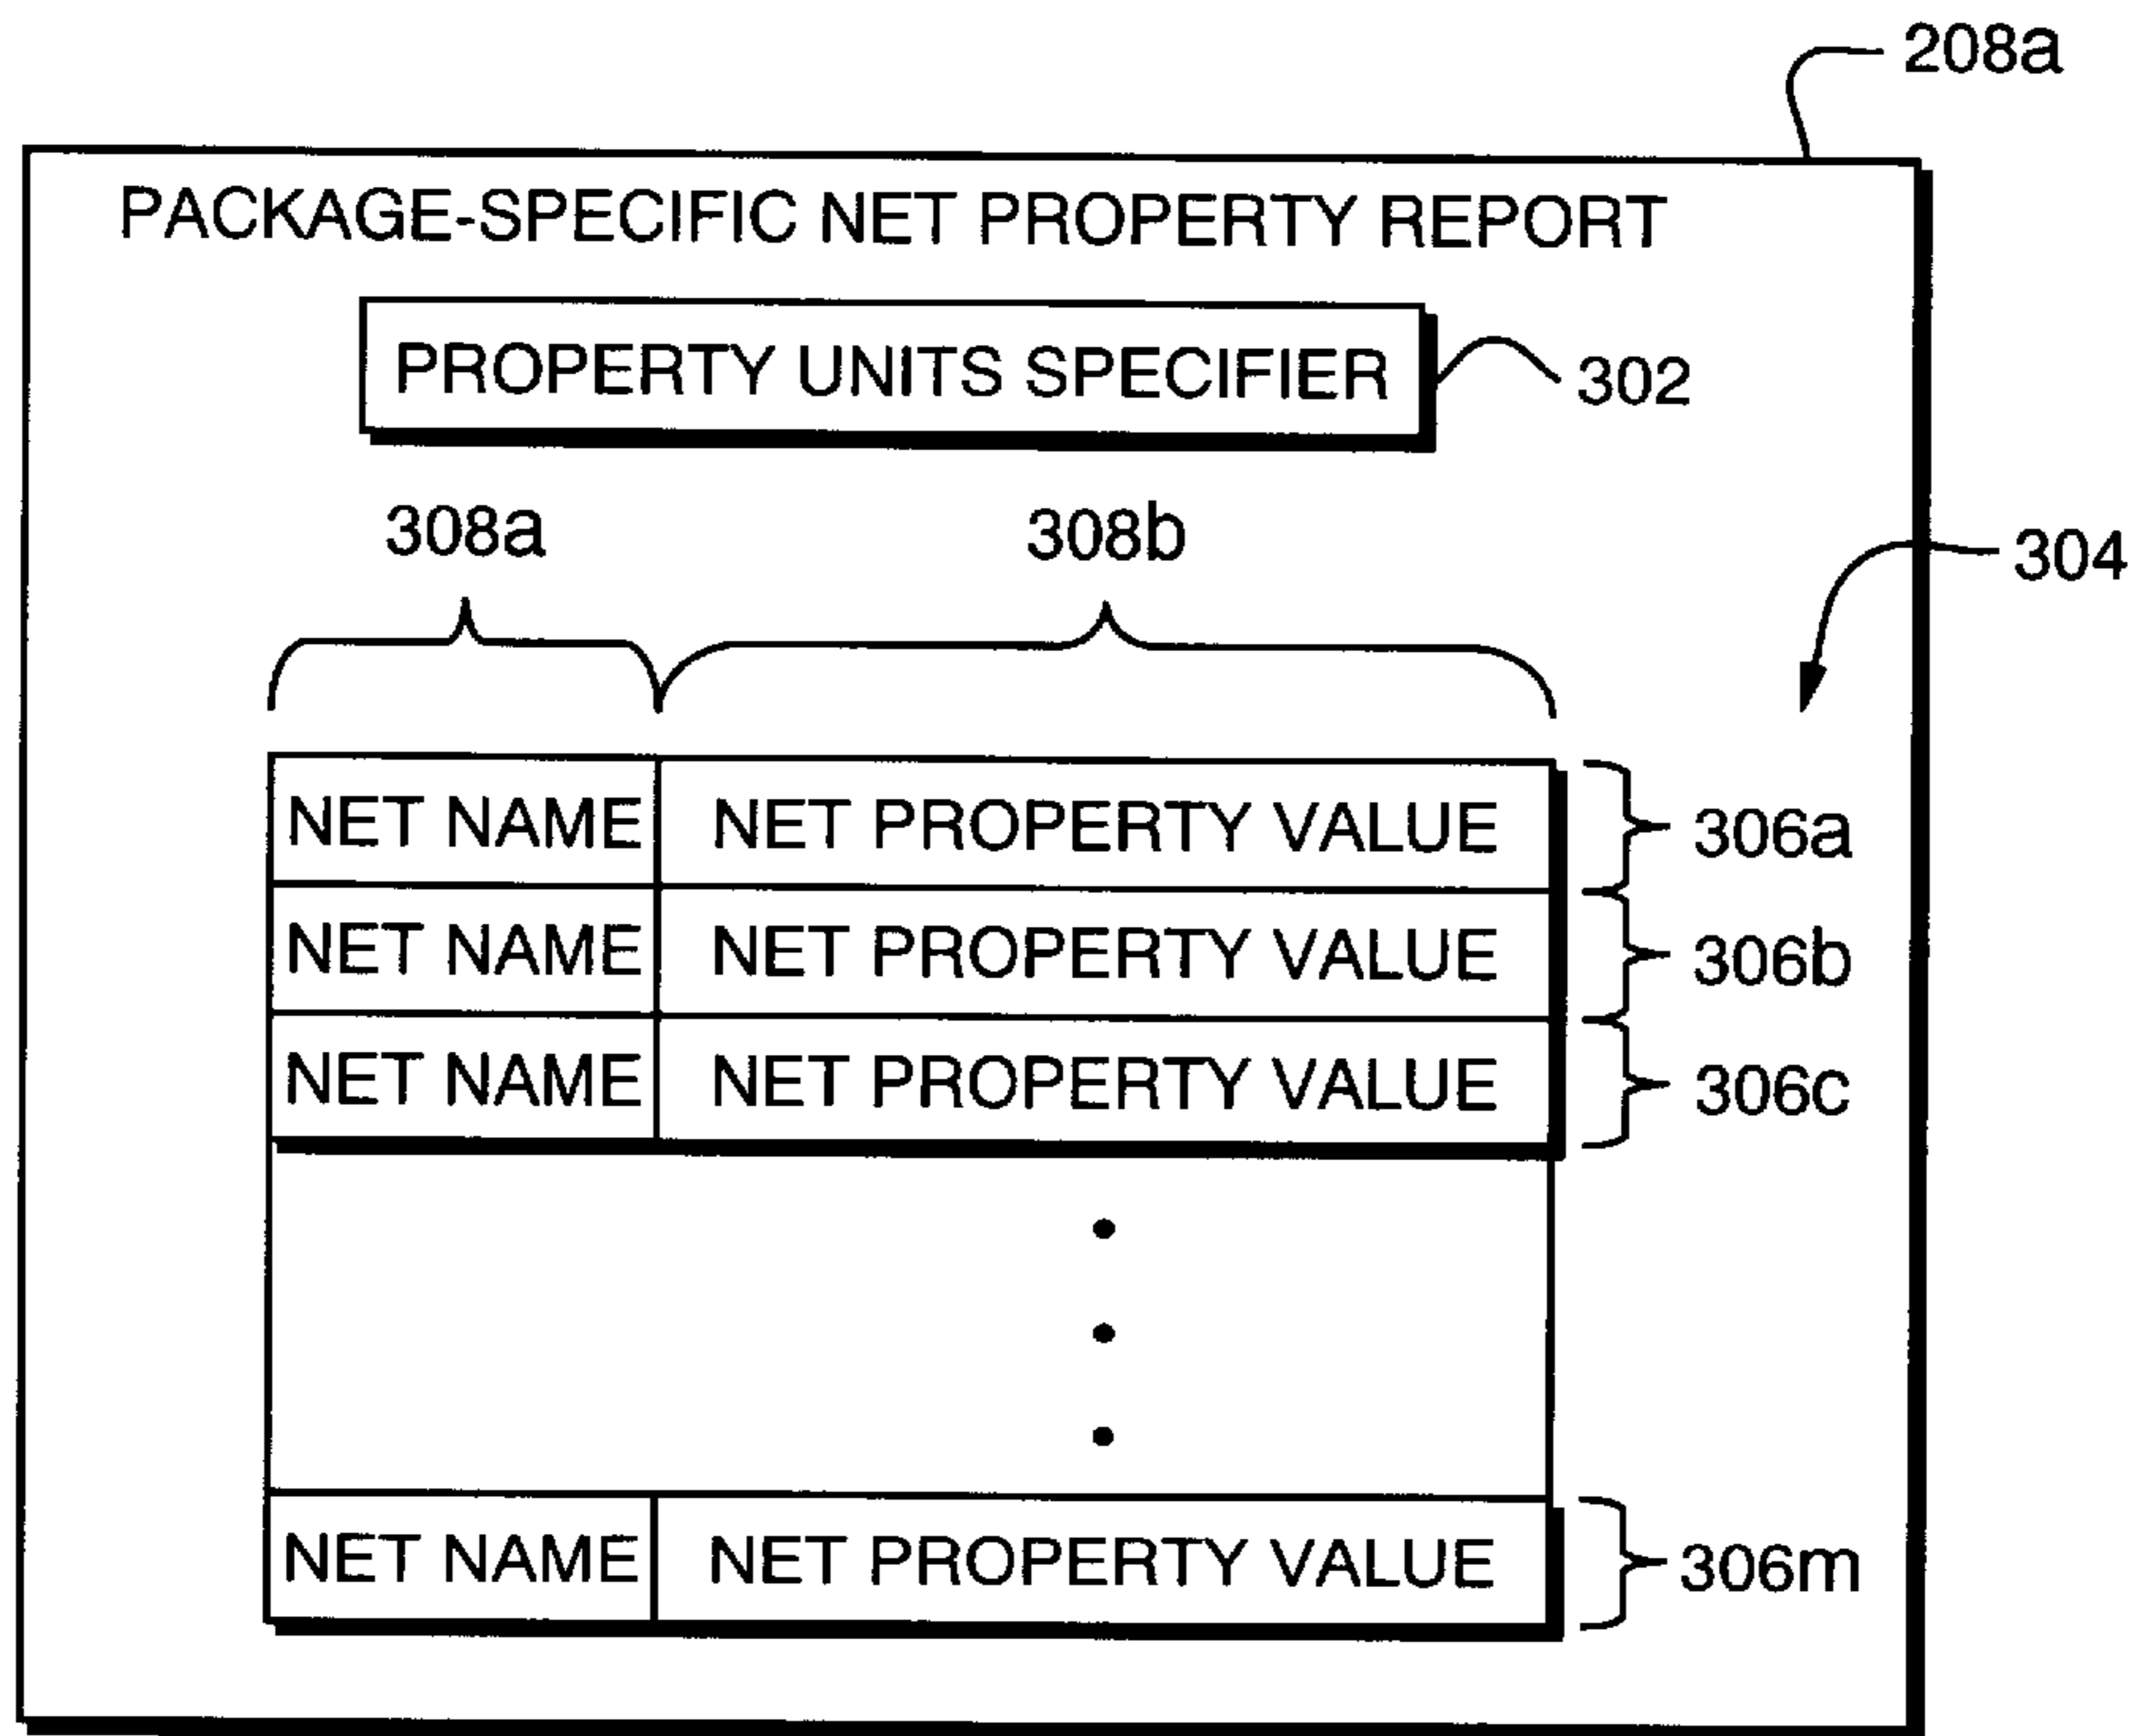 208a
PACKAGE-SPECIFIC NET PROPERTY REPORT
PROPERTY UNITS SPECIFIER
302
308a
308b
304
NET NAME NET PROPERTY VALUE 306a
NET NAME NET PROPERTY VALUE 306b
NET NAME NET PROPERTY VALUE 306c
NET NAME NET PROPERTY VALUE 306m